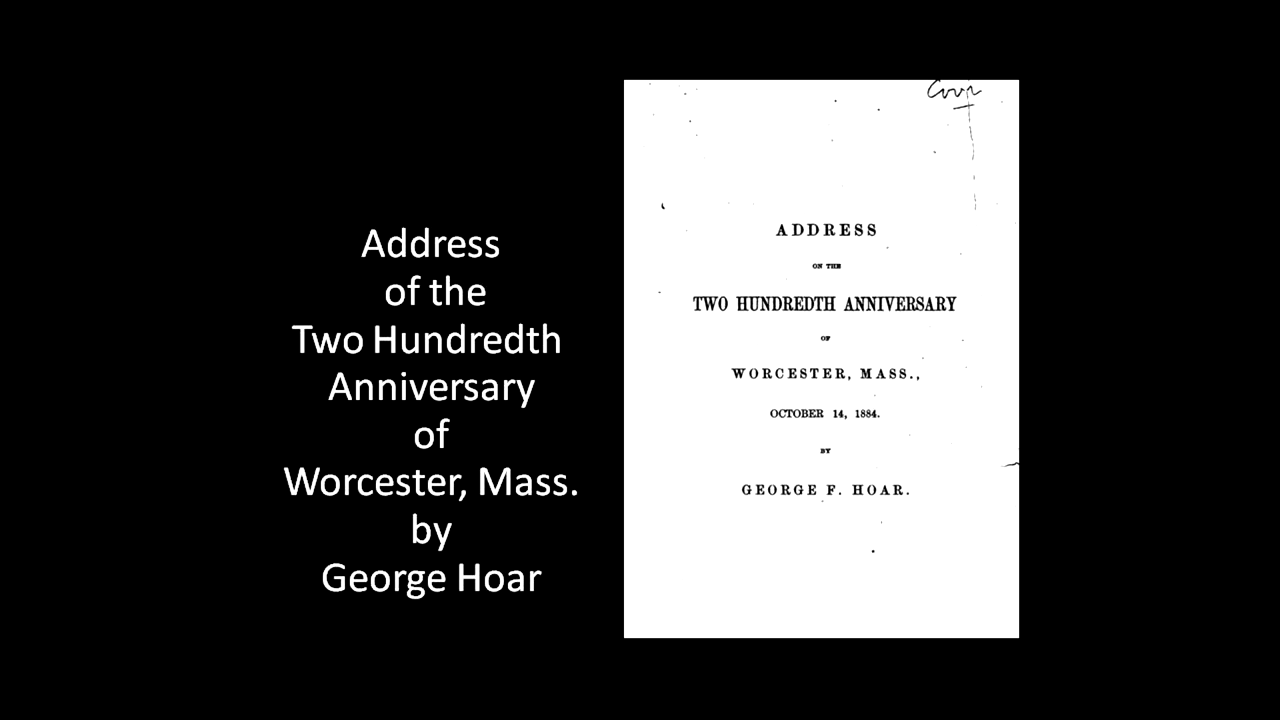 Address
of the
Two Hundredth
Anniversary
of
Worcester, Mass.
by
George Hoar
ADDRESS
ON THE
TWO HUNDREDTH ANNIVERSARY
OF
WORCESTER, MASS.,
OCTOBER 14, 1884.
BY
GEORGE F. HOAR.